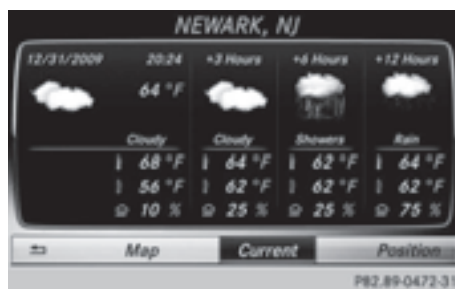 NEWARK, NJ
12/31/2009 20:24 +3 Hours +6 Hours +12 Hours
64 °F
Cloudy Cloudy Showers Rain
68 °F 64 °F 62 °F 64 °F
56 °F 62 °F 62 °F 62 °F
10 % 25 % 25 % 75 %
Map Current Position
P82.89-0472-31